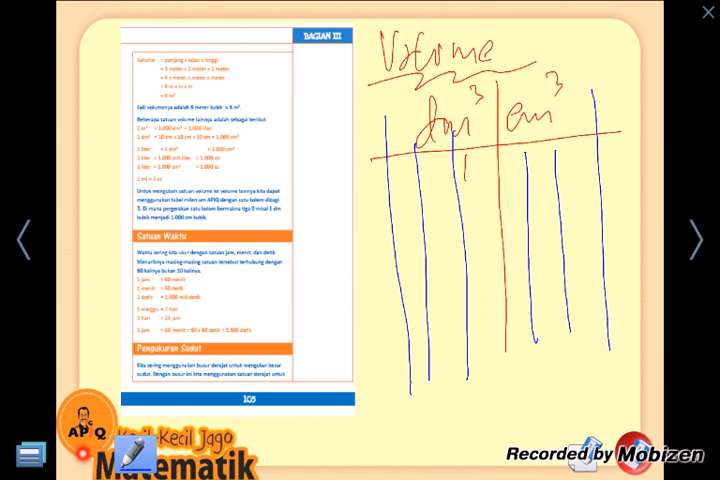 BAGIAN III
Volume = panjang x lebar x tinggi
= 3 meter x 2 meter x 1 meter
= 6 x meter x meter x meter
= 6 m x m x m
= 6 m³
Jadi volumenya adalah 6 meter kubik = 6 m³.
Beberapa satuan volume lainnya adalah sebagai berikut:
1 m³ = 1.000 dm³ = 1.000 liter
1 dm³ = 10 cm x 10 cm x 10 cm = 1.000 cm³
1 liter = 1 dm³ = 1.000 cm³
1 liter = 1.000 mili liter = 1.000 ml
1 liter = 1.000 cm³ = 1.000 cc
1 ml = 1 cc
Untuk mengubah satuan volume ke volume lainnya kita dapat
menggunakan tabel milenium APIQ dengan satu kolom dibagi
3. Di mana pergerakan satu kolom bermakna tiga 0 misal 1 dm
kubik menjadi 1.000 cm kubik.
Satuan Waktu
Waktu sering kita ukur dengan satuan jam, menit, dan detik.
Menariknya masing-masing satuan tersebut terhubung dengan
60 kalinya bukan 10 kalinya.
1 jam = 60 menit
1 menit = 60 detik
1 detik = 1.000 mili detik
1 minggu = 7 hari
1 hari = 24 jam
1 jam = 60 menit = 60 x 60 detik = 3.600 detik
Pengukuran Sudut
Kita sering menggunakan busur derajat untuk mengukur besar
sudut. Dengan busur ini kita menggunakan satuan derajat untuk
105
Volume
dm³ cm³
1
APIQ
Kecil-Kecil Jago
Matematik
Recorded by Mobizen